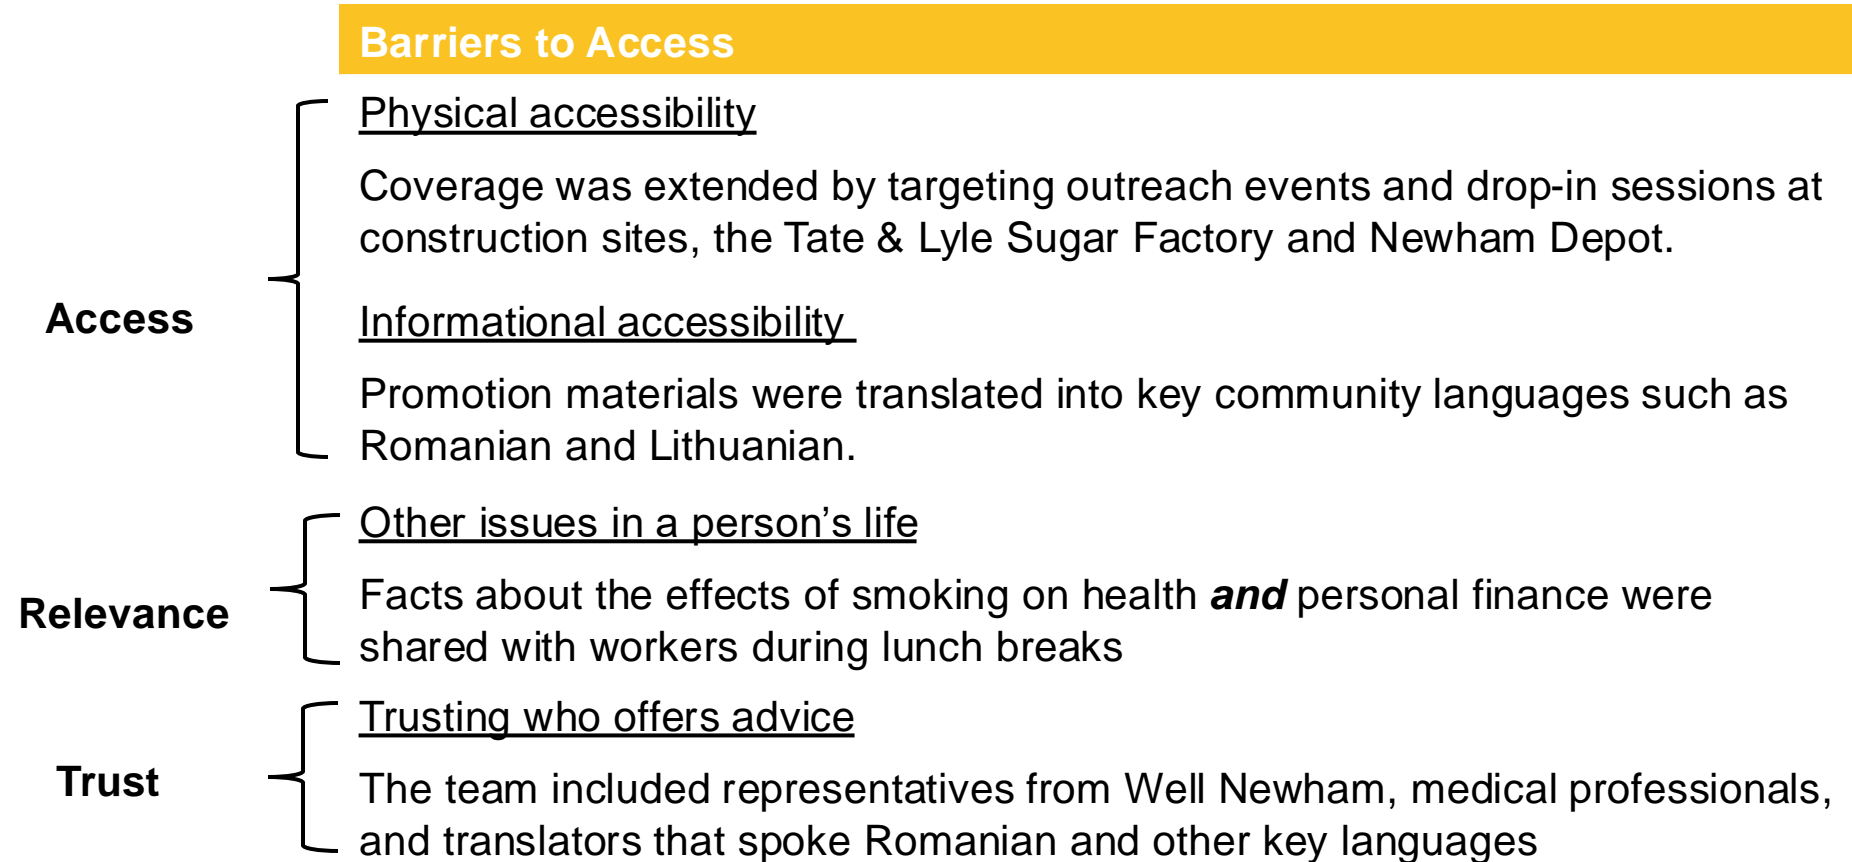 Barriers to Access
Access
Physical accessibility
Coverage was extended by targeting outreach events and drop-in sessions at
construction sites, the Tate & Lyle Sugar Factory and Newham Depot.
Informational accessibility
Promotion materials were translated into key community languages such as
Romanian and Lithuanian.
Relevance
Other issues in a person’s life
Facts about the effects of smoking on health and personal finance were
shared with workers during lunch breaks
Trust
Trusting who offers advice
The team included representatives from Well Newham, medical professionals,
and translators that spoke Romanian and other key languages